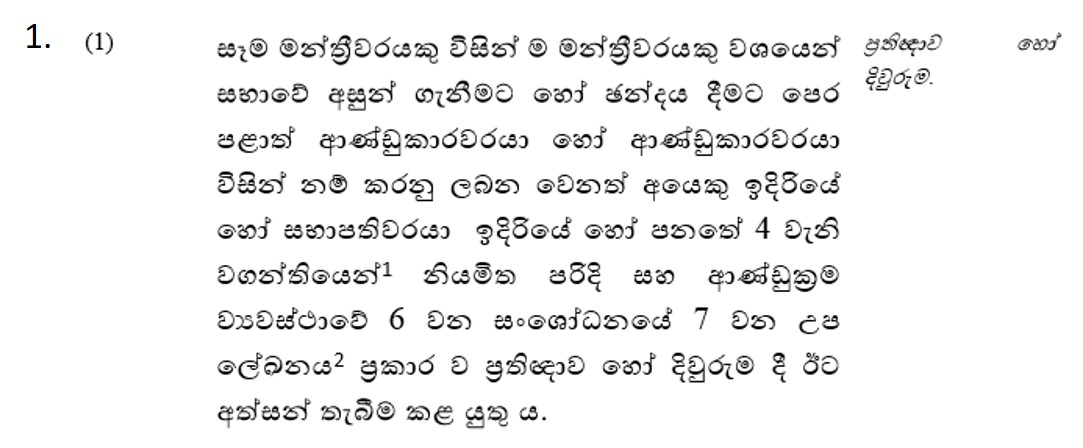 1. (1) සෑම මන්ත්‍රීවරයකු විසින් ම මන්ත්‍රීවරයකු වශයෙන් ප්‍රතිඥාව හෝ
සභාවේ අසුන් ගැනීමට හෝ ඡන්දය දීමට පෙර දිවුරුම.
පළාත් ආණ්ඩුකාරවරයා හෝ ආණ්ඩුකාරවරයා
විසින් නම් කරනු ලබන වෙනත් අයෙකු ඉදිරියේ
හෝ සභාපතිවරයා ඉදිරියේ හෝ පනතේ 4 වැනි
වගන්තියෙන්¹ නියමිත පරිදි සහ ආණ්ඩුක්‍රම
ව්‍යවස්ථාවේ 6 වන සංශෝධනයේ 7 වන උප
ලේඛනය² ප්‍රකාර ව ප්‍රතිඥාව හෝ දිවුරුම දී ඊට
අත්සන් තැබීම කළ යුතු ය.